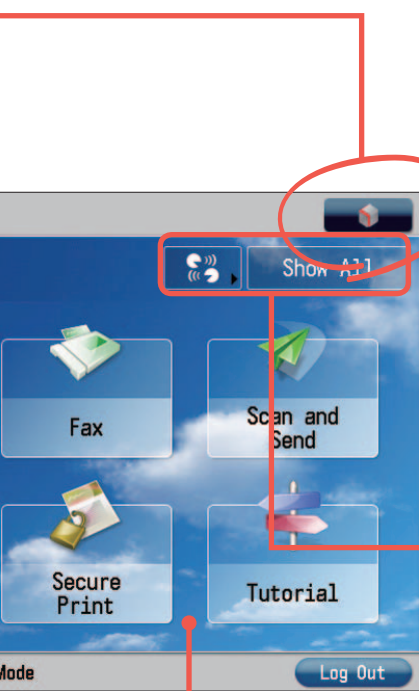 Show All
Fax
Scan and
Send
Secure
Print
Tutorial
Mode
Log Out